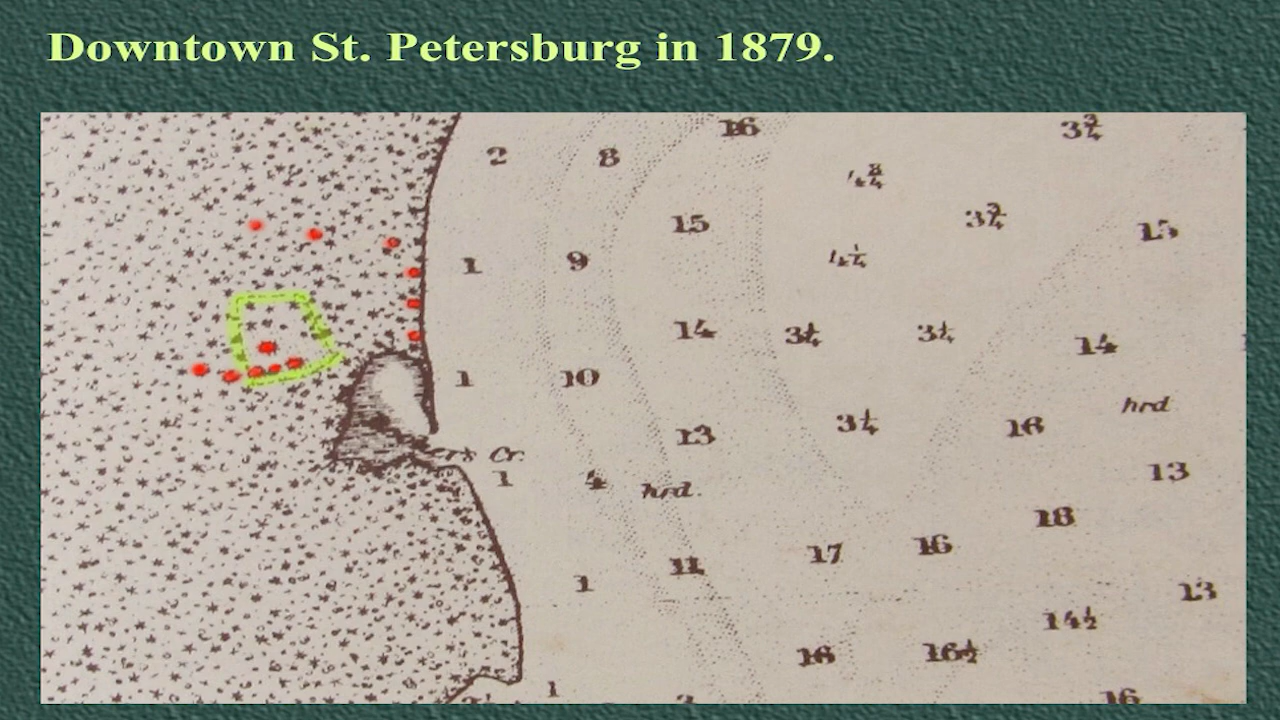 Downtown St. Petersburg in 1879.
16 3¾
2 8
15 3¾ 15
1 9 4¼
14 3¼ 3¼ 14
1 10
hrd
13 3¼ 16
Cr.
1 4 hrd. 13
18
11 17 16
1 13
14½
16 16½
1
16